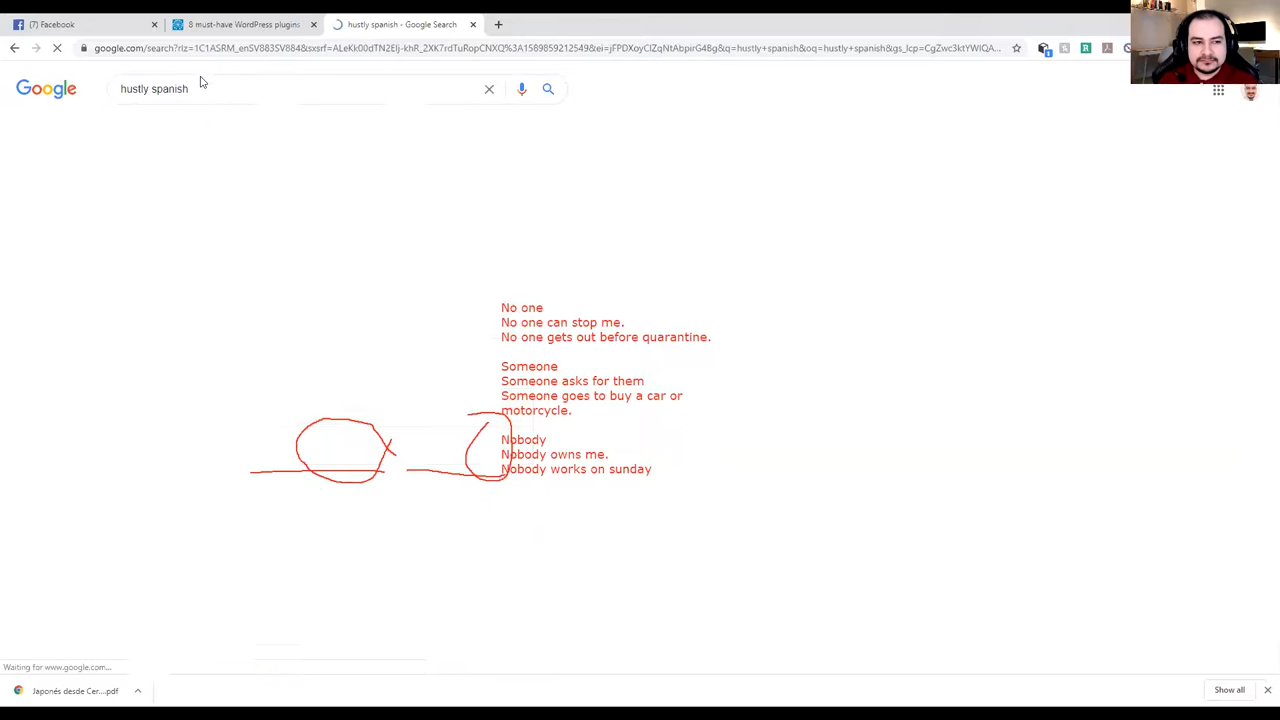 (7) Facebook
8 must-have WordPress plugins
hustly spanish - Google Search
Google
hustly spanish
No one
No one can stop me.
No one gets out before quarantine.
Someone
Someone asks for them
Someone goes to buy a car or
motorcycle.
Nobody
Nobody owns me.
Nobody works on sunday
Waiting for www.google.com...
Japonés desde Cer....pdf
Show all